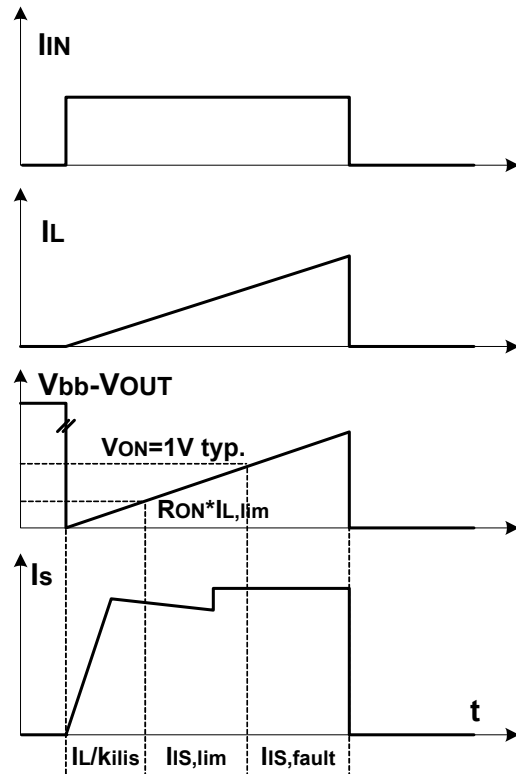 IIN
IL
Vbb-VOUT
VON=1V typ.
RON*IL,lim
Is
t
IL/kilis
IIS,lim
IIS,fault